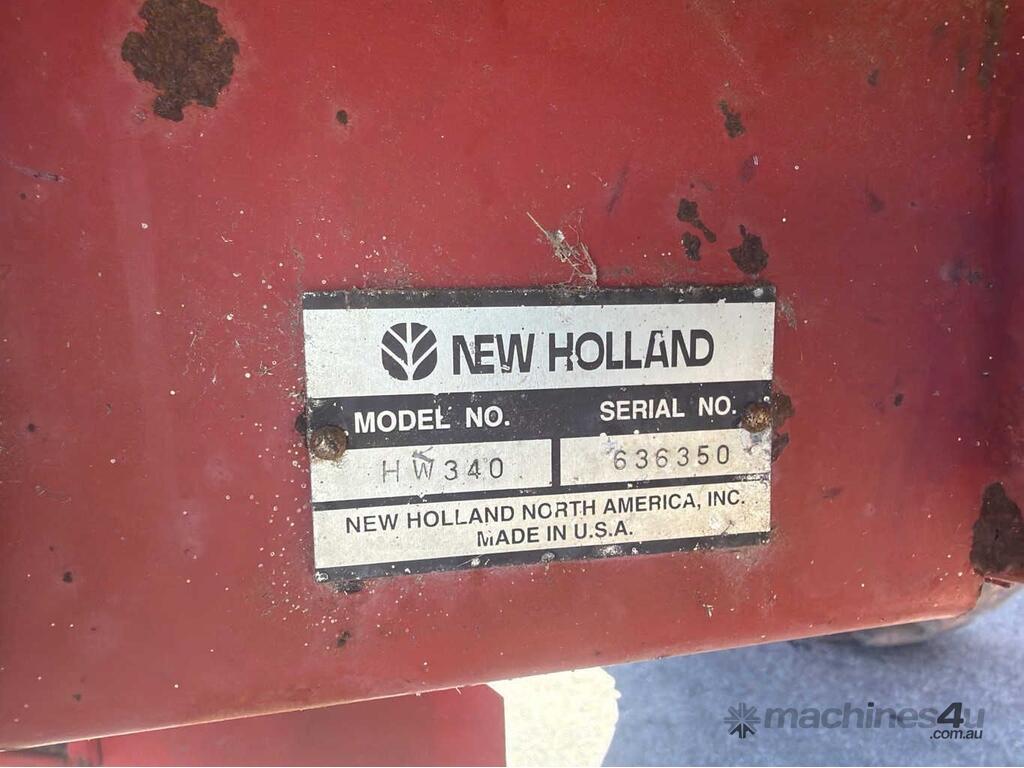 NEW HOLLAND
MODEL NO. SERIAL NO.
HW340 636350
NEW HOLLAND NORTH AMERICA, INC.
MADE IN U.S.A.
machines4u
.com.au